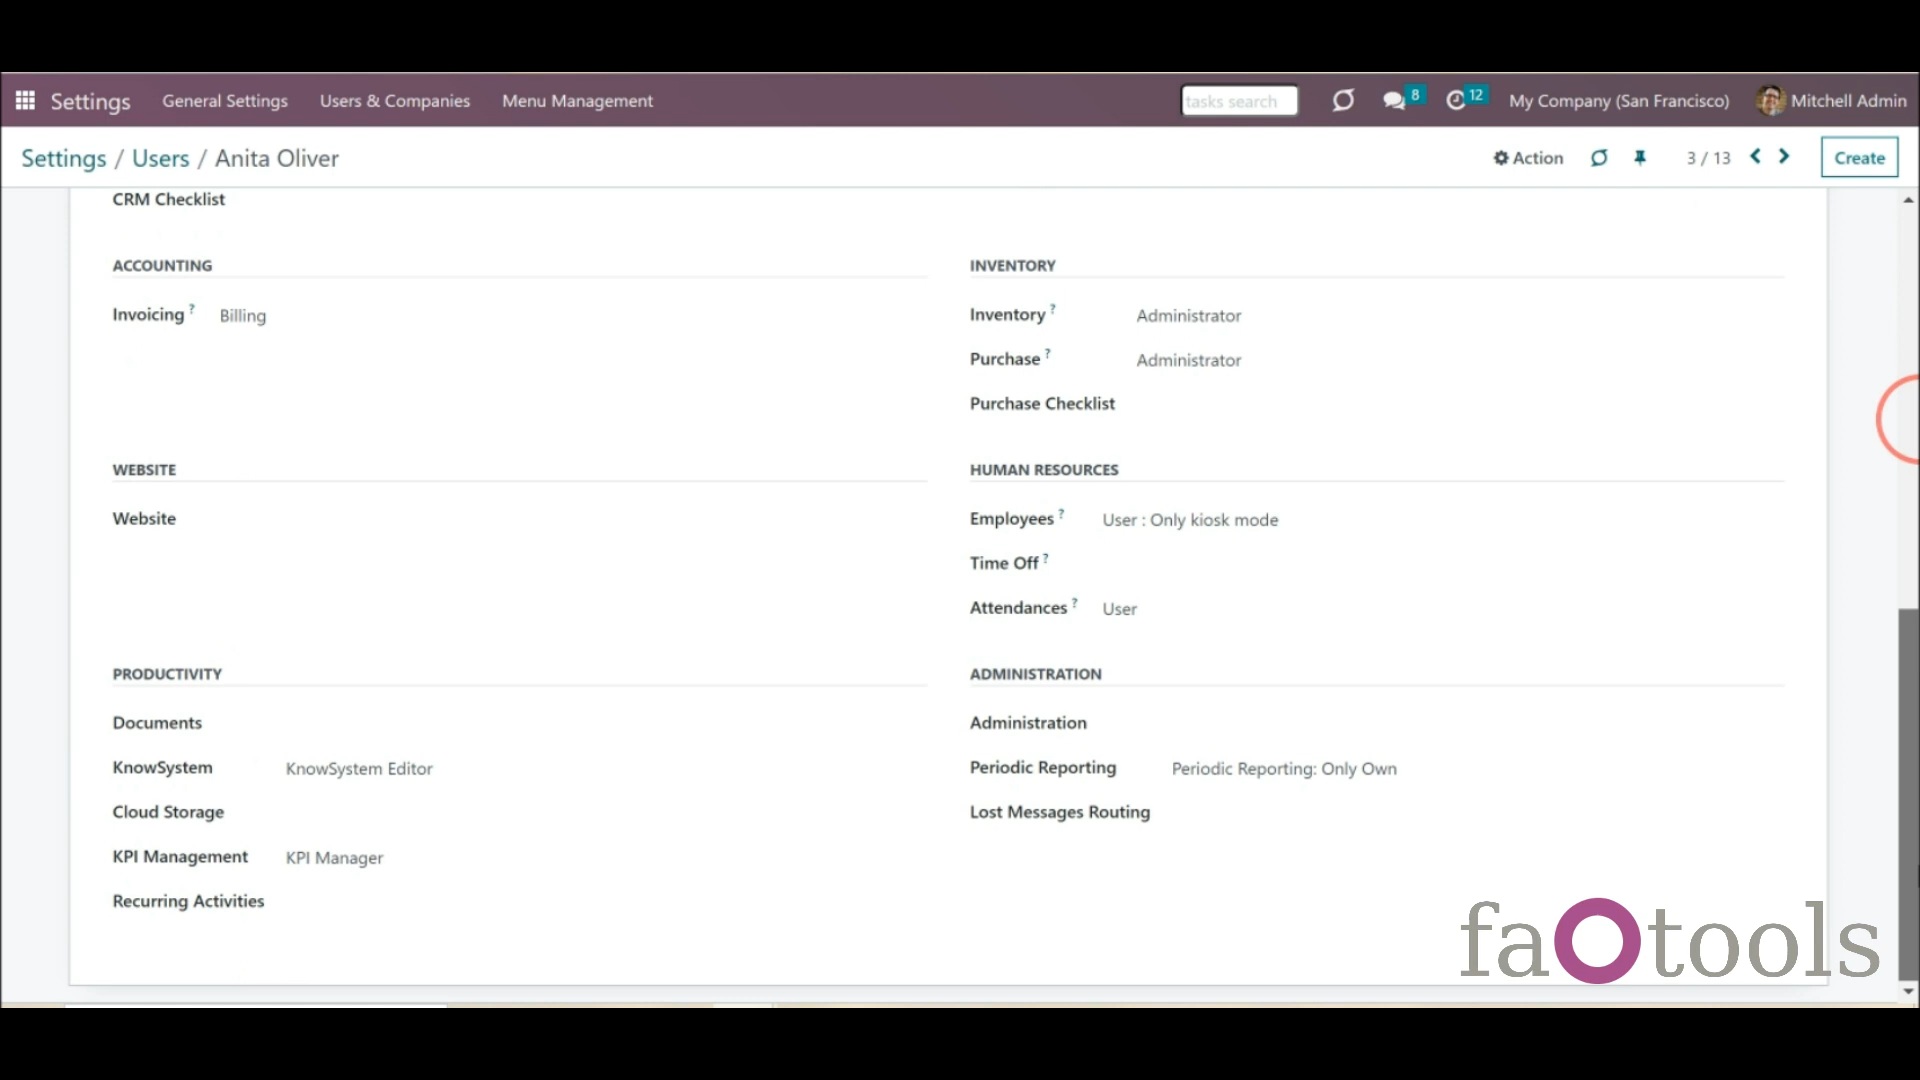 Settings General Settings Users & Companies Menu Management tasks search 8 12 My Company (San Francisco) Mitchell Admin
Settings / Users / Anita Oliver Action 3 / 13 Create
CRM Checklist
ACCOUNTING
Invoicing ? Billing
INVENTORY
Inventory ? Administrator
Purchase ? Administrator
Purchase Checklist
WEBSITE
Website
HUMAN RESOURCES
Employees ? User : Only kiosk mode
Time Off ?
Attendances ? User
PRODUCTIVITY
Documents
KnowSystem KnowSystem Editor
Cloud Storage
KPI Management KPI Manager
Recurring Activities
ADMINISTRATION
Administration
Periodic Reporting Periodic Reporting: Only Own
Lost Messages Routing
faOtools